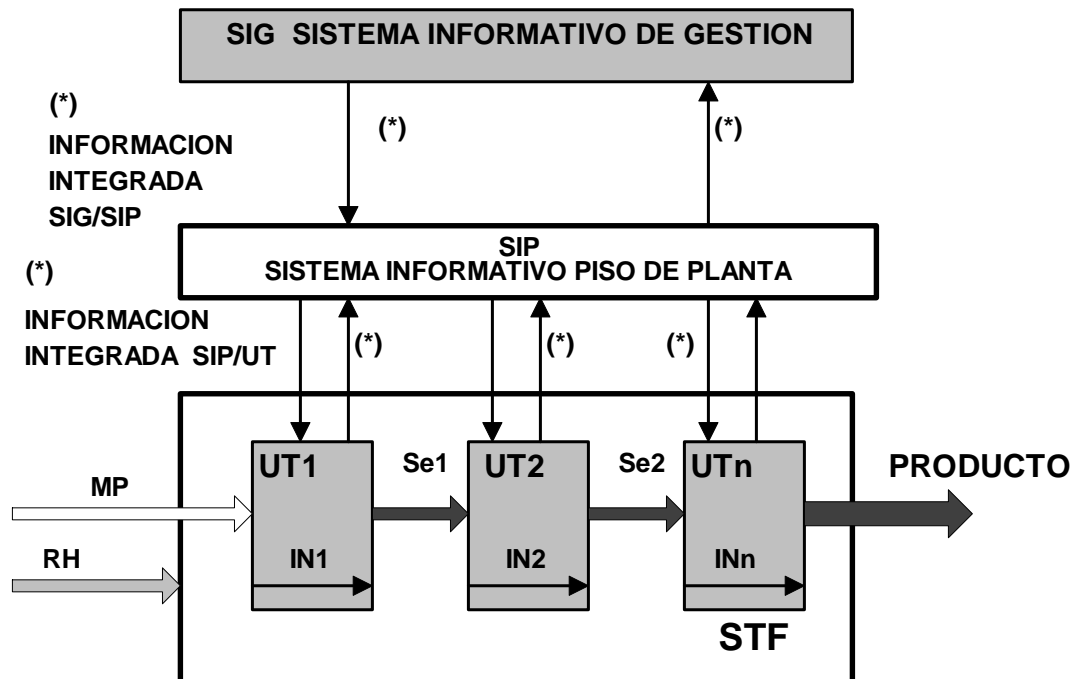 SIG SISTEMA INFORMATIVO DE GESTION
(*)
INFORMACION
INTEGRADA
SIG/SIP
(*)
(*)
SIP
SISTEMA INFORMATIVO PISO DE PLANTA
(*)
INFORMACION
INTEGRADA SIP/UT
(*)
(*)
(*)
UT1
Se1
UT2
Se2
UTn
PRODUCTO
MP
RH
IN1
IN2
INn
STF